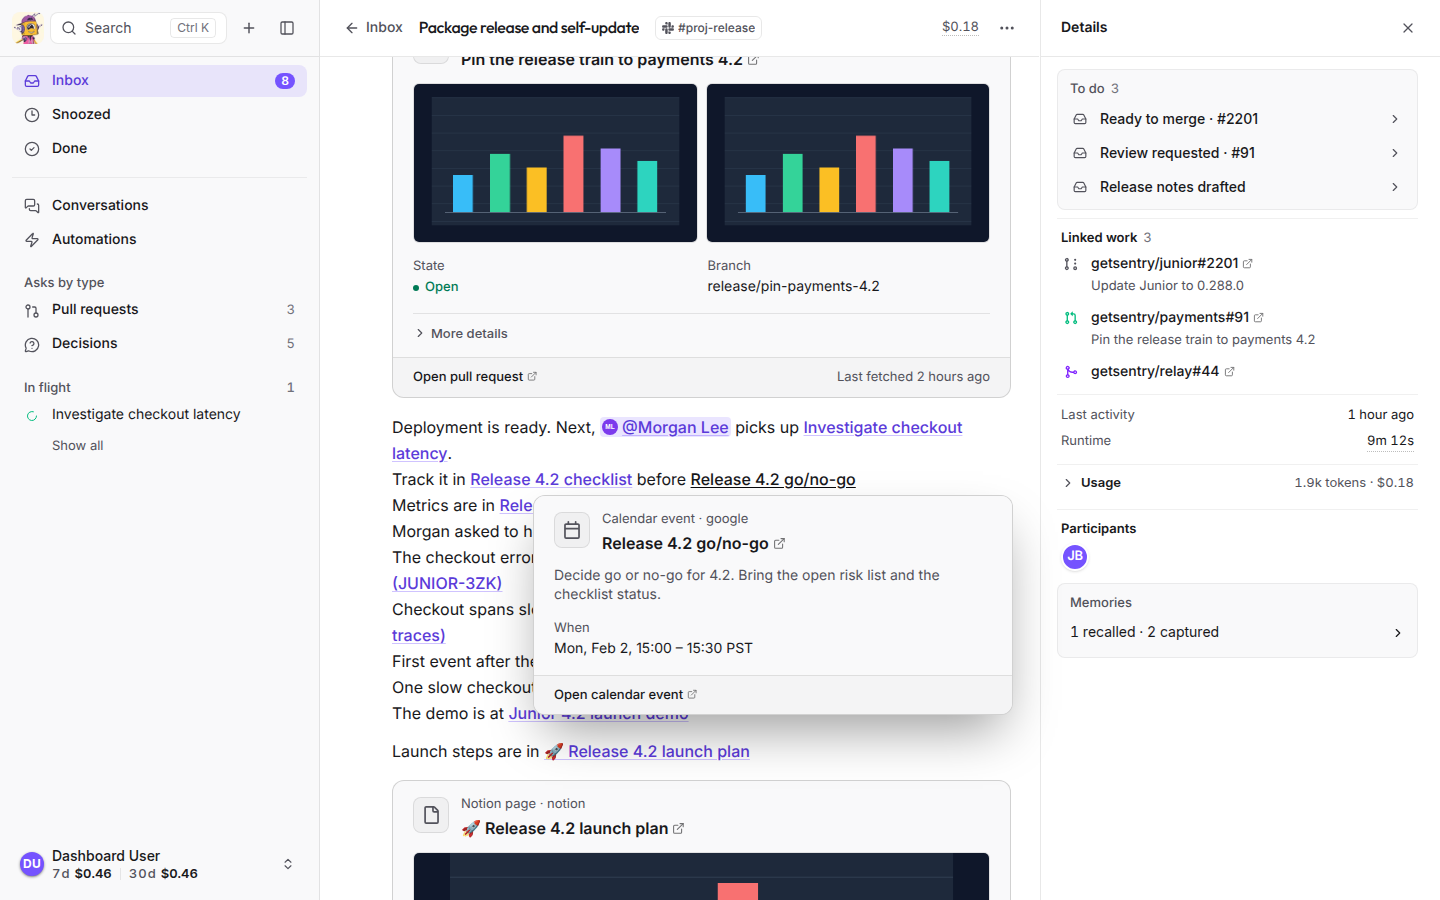 Search
Ctrl K
Inbox
8
Snoozed
Done
Conversations
Automations
Asks by type
Pull requests
3
Decisions
5
In flight
1
Investigate checkout latency
Show all
DU
Dashboard User
7d $0.46
30d $0.46
Inbox
Package release and self-update
#proj-release
$0.18
Pin the release train to payments 4.2
State
Open
Branch
release/pin-payments-4.2
More details
Open pull request
Last fetched 2 hours ago
Deployment is ready. Next, ML @Morgan Lee picks up Investigate checkout
latency.
Track it in Release 4.2 checklist before Release 4.2 go/no-go
Metrics are in Rele
Morgan asked to h
The checkout erro
(JUNIOR-3ZK)
Checkout spans sl
traces)
First event after the
One slow checkout
The demo is at Junior 4.2 launch demo
Calendar event · google
Release 4.2 go/no-go
Decide go or no-go for 4.2. Bring the open risk list and the
checklist status.
When
Mon, Feb 2, 15:00 – 15:30 PST
Open calendar event
Launch steps are in 🚀 Release 4.2 launch plan
Notion page · notion
🚀 Release 4.2 launch plan
Details
To do 3
Ready to merge · #2201
Review requested · #91
Release notes drafted
Linked work 3
getsentry/junior#2201
Update Junior to 0.288.0
getsentry/payments#91
Pin the release train to payments 4.2
getsentry/relay#44
Last activity
1 hour ago
Runtime
9m 12s
Usage
1.9k tokens · $0.18
Participants
JB
Memories
1 recalled · 2 captured